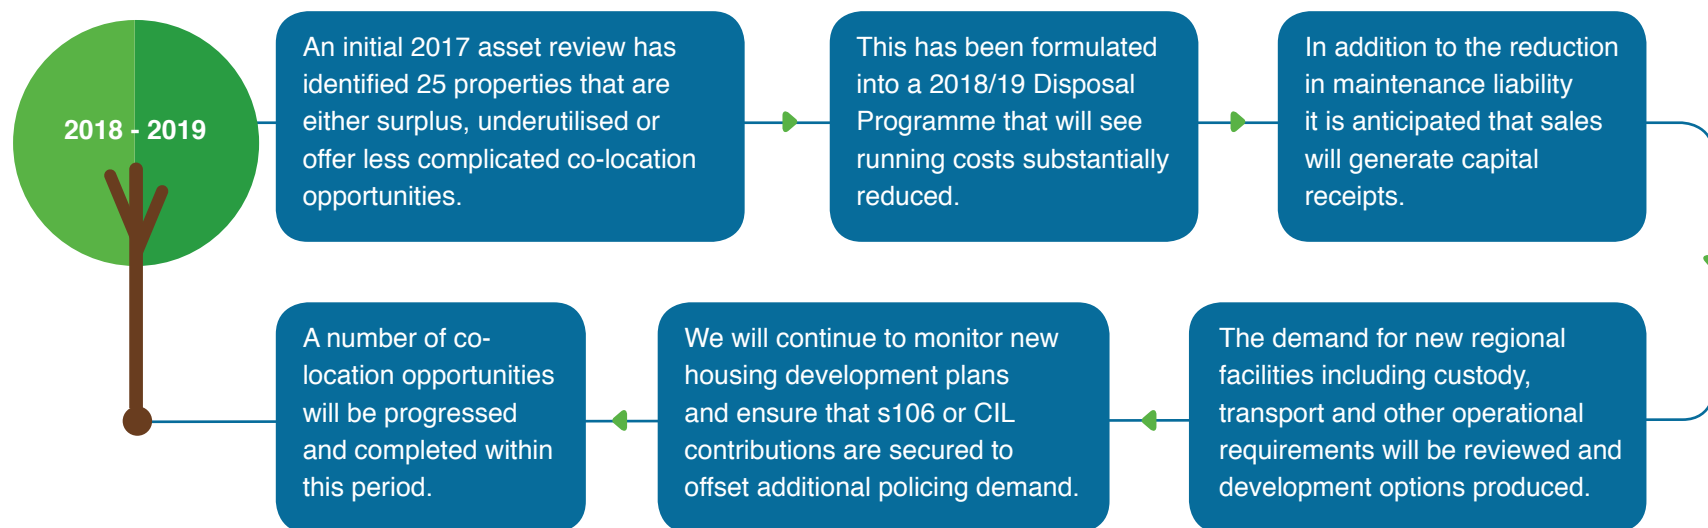 2018 - 2019
An initial 2017 asset review has
identified 25 properties that are
either surplus, underutilised or
offer less complicated co-location
opportunities.
This has been formulated
into a 2018/19 Disposal
Programme that will see
running costs substantially
reduced.
In addition to the reduction
in maintenance liability
it is anticipated that sales
will generate capital
receipts.
The demand for new regional
facilities including custody,
transport and other operational
requirements will be reviewed and
development options produced.
We will continue to monitor new
housing development plans
and ensure that s106 or CIL
contributions are secured to
offset additional policing demand.
A number of co-
location opportunities
will be progressed
and completed within
this period.